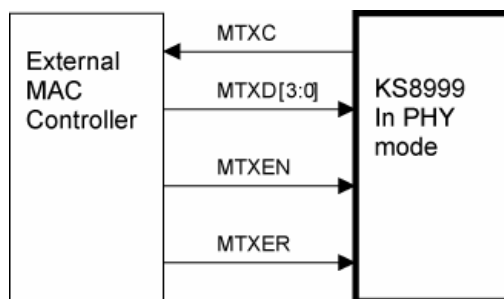 External
MAC
Controller
MTXC
MTXD[3:0]
MTXEN
MTXER
KS8999
In PHY
mode